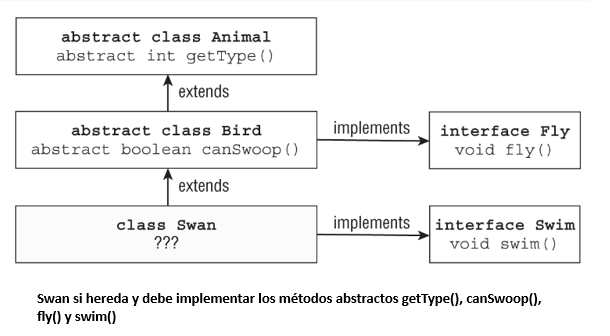 abstract class Animal
abstract int getType()
extends
abstract class Bird
abstract boolean canSwoop()
implements
interface Fly
void fly()
extends
class Swan
???
implements
interface Swim
void swim()
Swan si hereda y debe implementar los métodos abstractos getType(), canSwoop(),
fly() y swim()